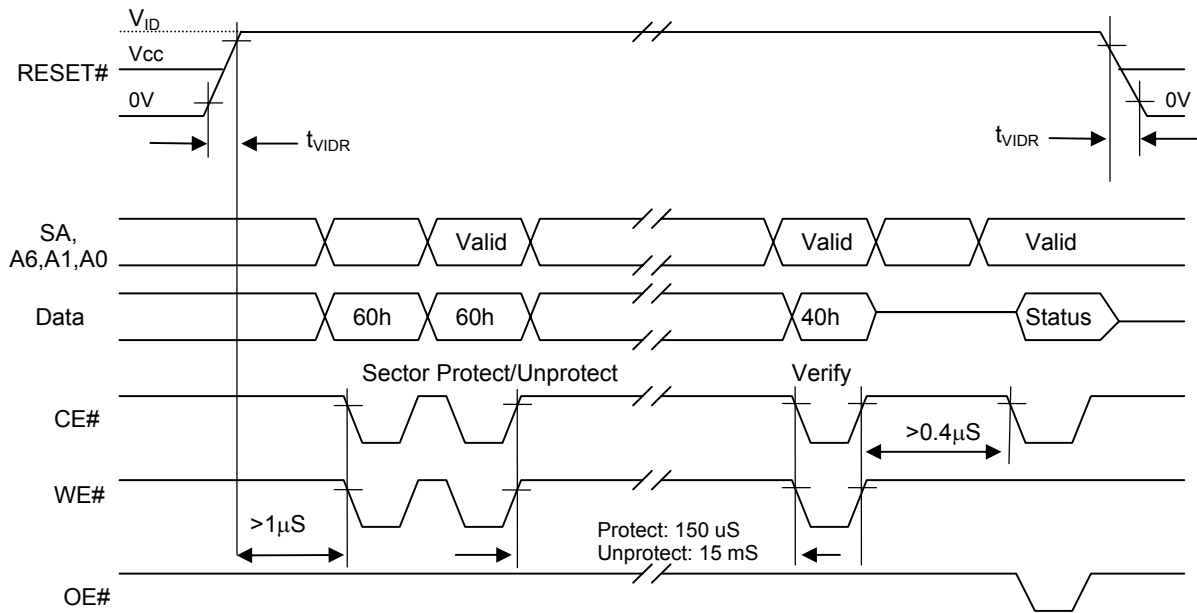 V_ID
Vcc
RESET#
0V
0V
t_VIDR
t_VIDR
SA,
A6,A1,A0
Valid
Valid
Valid
Data
60h
60h
40h
Status
Sector Protect/Unprotect
Verify
CE#
>0.4µS
WE#
>1µS
Protect: 150 uS
Unprotect: 15 mS
OE#